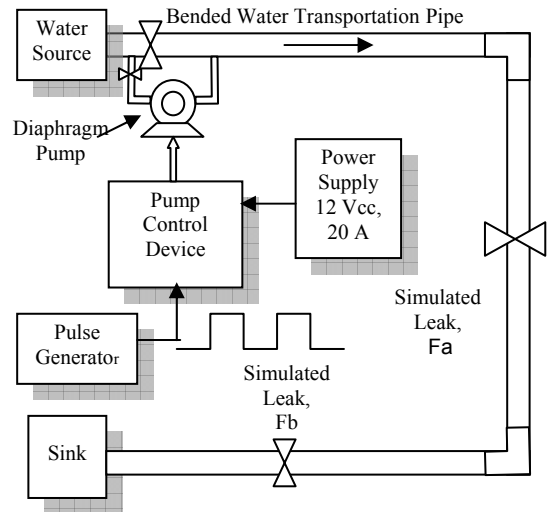 Bended Water Transportation Pipe
Water
Source
Diaphragm
Pump
Power
Supply
12 Vcc,
20 A
Pump
Control
Device
Simulated
Leak,
Fa
Pulse
Generator
Simulated
Leak,
Fb
Sink